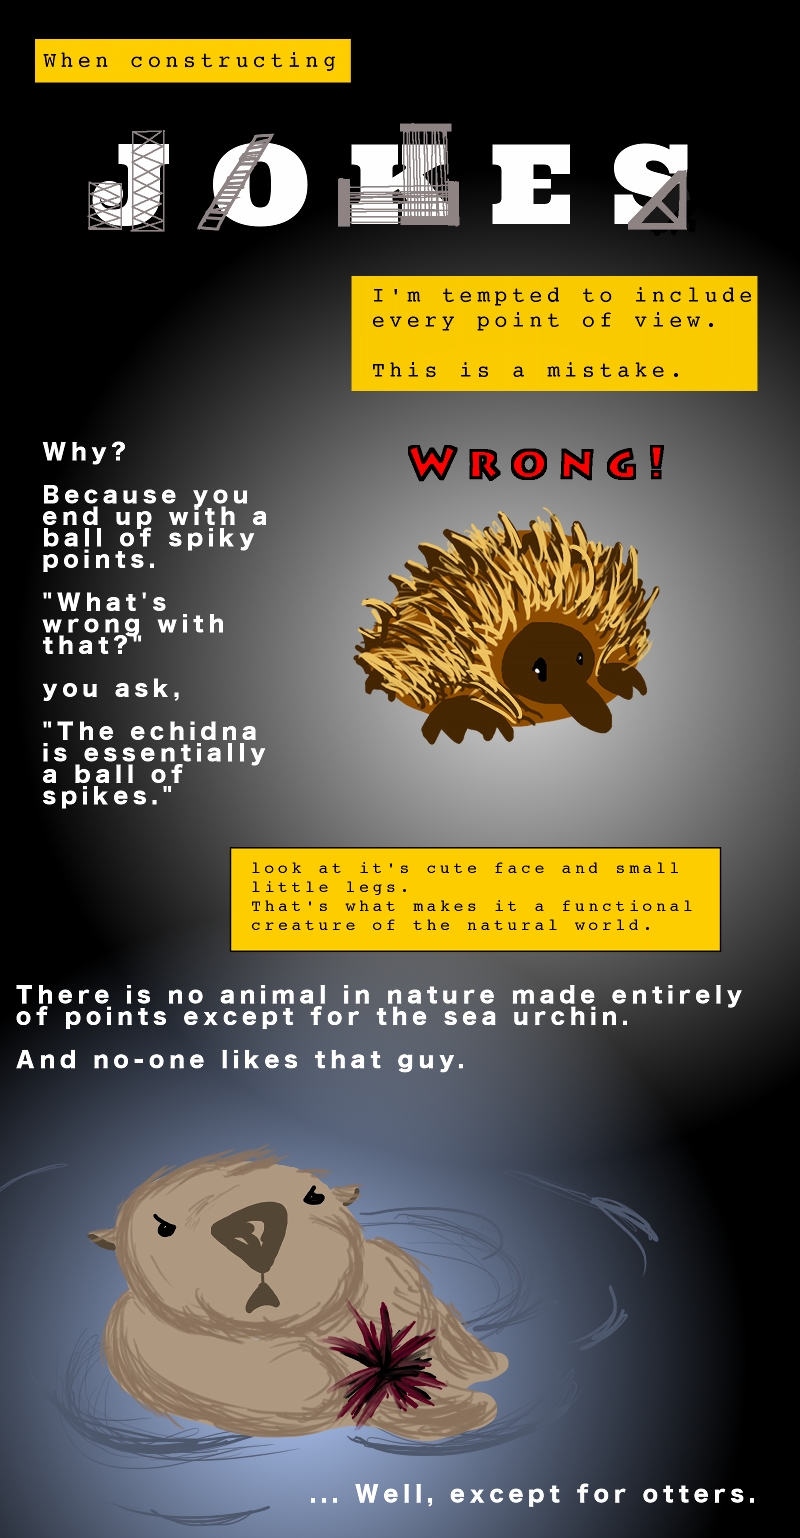 When constructing
JOKES
I'm tempted to include
every point of view.
This is a mistake.
Why?
Because you
end up with a
ball of spiky
points.
"What's
wrong with
that?"
you ask,
"The echidna
is essentially
a ball of
spikes."
WRONG!
look at it's cute face and small
little legs.
That's what makes it a functional
creature of the natural world.
There is no animal in nature made entirely
of points except for the sea urchin.
And no-one likes that guy.
... Well, except for otters.